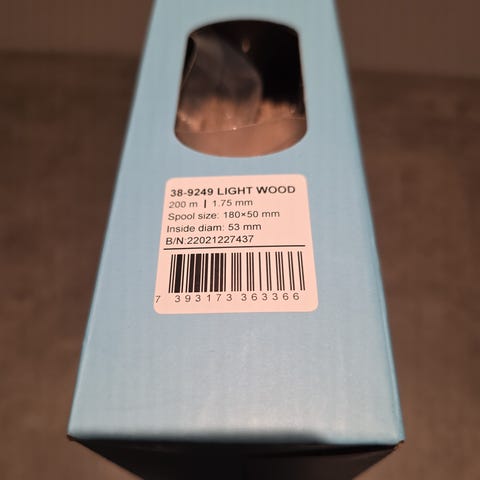 38-9249 LIGHT WOOD
200 m | 1.75 mm
Spool size: 180×50 mm
Inside diam: 53 mm
B/N:22021227437
7 393173 363366